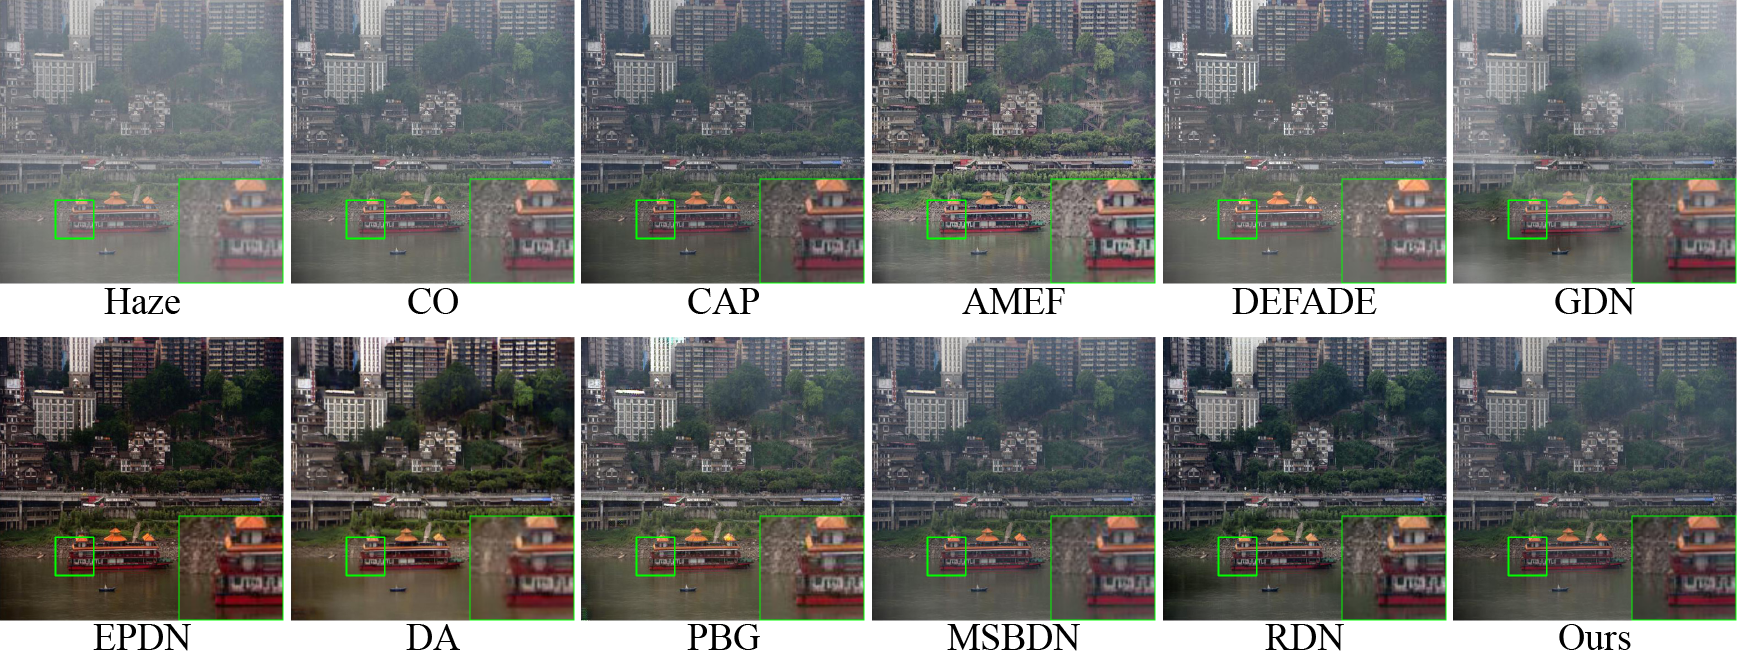 Haze
CO
CAP
AMEF
DEFADE
GDN
EPDN
DA
PBG
MSBDN
RDN
Ours